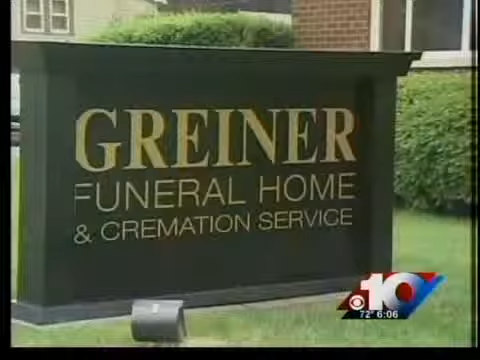 GREINER
FUNERAL HOME
& CREMATION SERVICE
10
72° 6:06